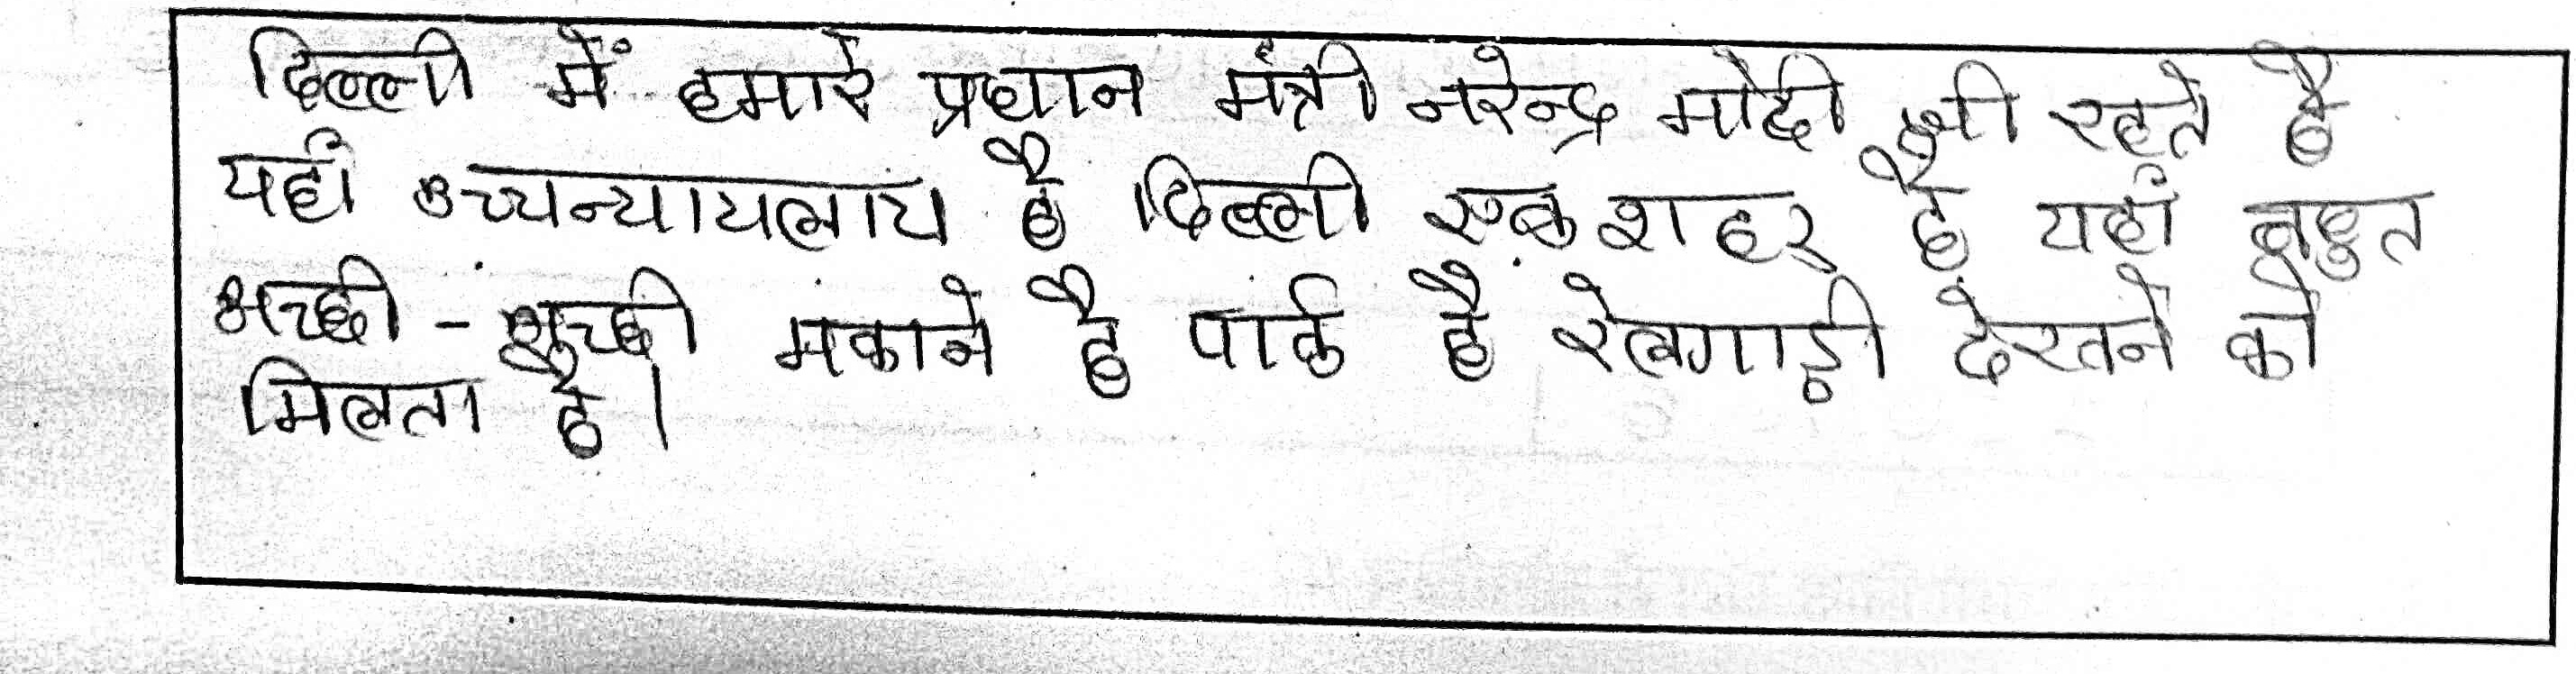 दिल्ली में हमारे प्रधान मंत्री नरेन्द्र मोदी भी रहते है
यहाँ उच्चन्यायलाय है दिल्ली एक शहर है यहाँ बहुत
अच्छी - अच्छी मकाने है पार्क है रेलगाड़ी देखने को
मिलता है।